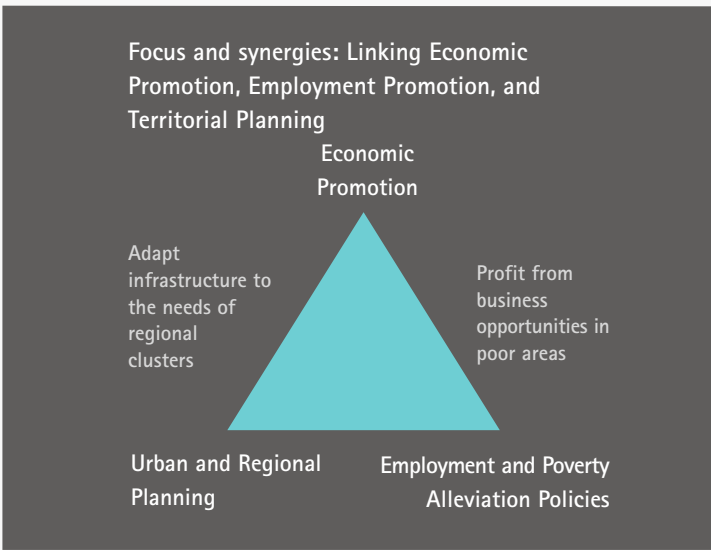 Focus and synergies: Linking Economic
Promotion, Employment Promotion, and
Territorial Planning
Economic
Promotion
Adapt
infrastructure to
the needs of
regional
clusters
Profit from
business
opportunities in
poor areas
Urban and Regional
Planning
Employment and Poverty
Alleviation Policies